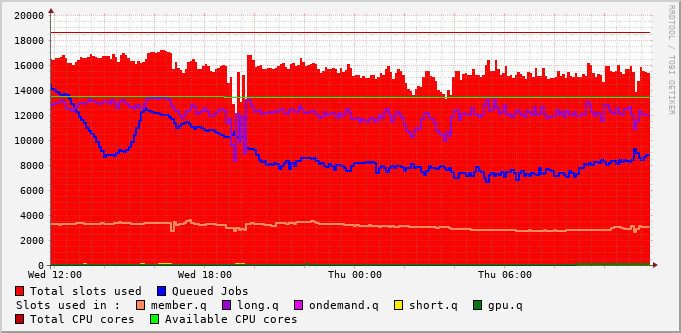 RRDTOOL / TOBI OETIKER
20000
18000
16000
14000
12000
10000
8000
6000
4000
2000
0
Wed 12:00 Wed 18:00 Thu 00:00 Thu 06:00
Total slots used Queued Jobs
Slots used in : member.q long.q ondemand.q short.q gpu.q
Total CPU cores Available CPU cores